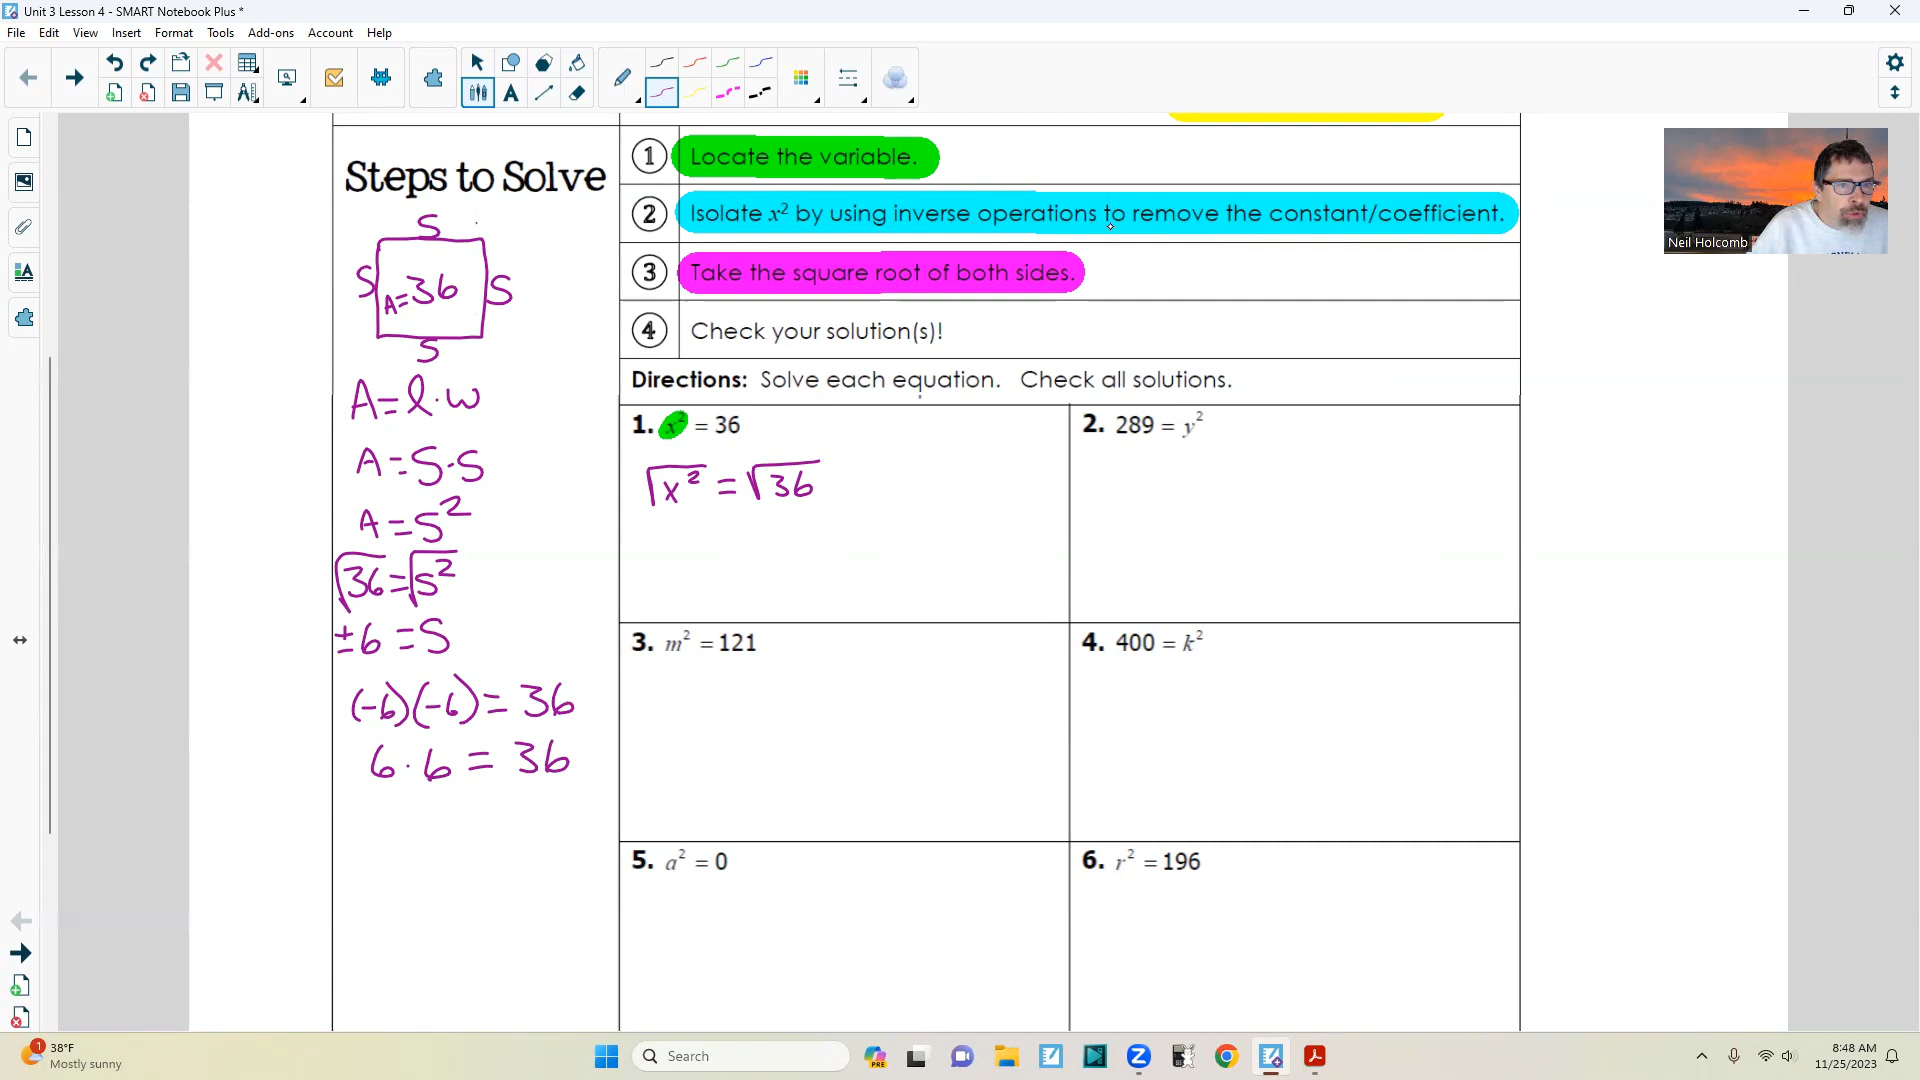 Unit 3 Lesson 4 - SMART Notebook Plus *
File Edit View Insert Format Tools Add-ons Account Help
Steps to Solve
S
S A=36 S
S
A=l·w
A=S·S
A=S²
√36=√S²
±6=S
(-6)(-6)=36
6·6=36
1 Locate the variable.
2 Isolate x² by using inverse operations to remove the constant/coefficient.
3 Take the square root of both sides.
4 Check your solution(s)!
Directions: Solve each equation. Check all solutions.
1. x² = 36
√x² = √36
2. 289 = y²
3. m² = 121
4. 400 = k²
5. a² = 0
6. r² = 196
Neil Holcomb
1
38°F
Mostly sunny
Search
PRE
8:48 AM
11/25/2023